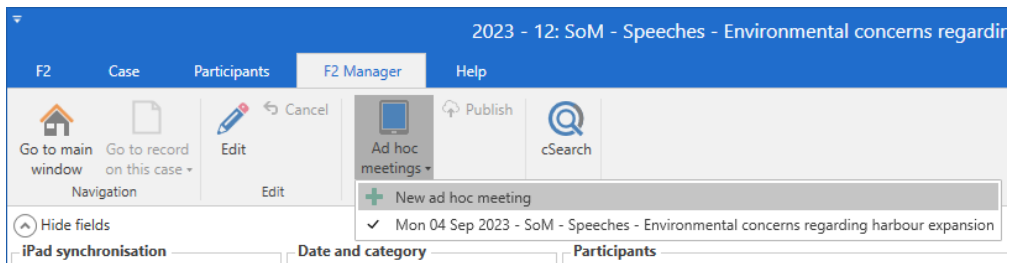 2023 - 12: SoM - Speeches - Environmental concerns regardin
F2 Case Participants F2 Manager Help
Go to main window
Go to record on this case
Navigation
Edit
Cancel
Edit
Ad hoc meetings
Publish
cSearch
New ad hoc meeting
Mon 04 Sep 2023 - SoM - Speeches - Environmental concerns regarding harbour expansion
Hide fields
iPad synchronisation
Date and category
Participants